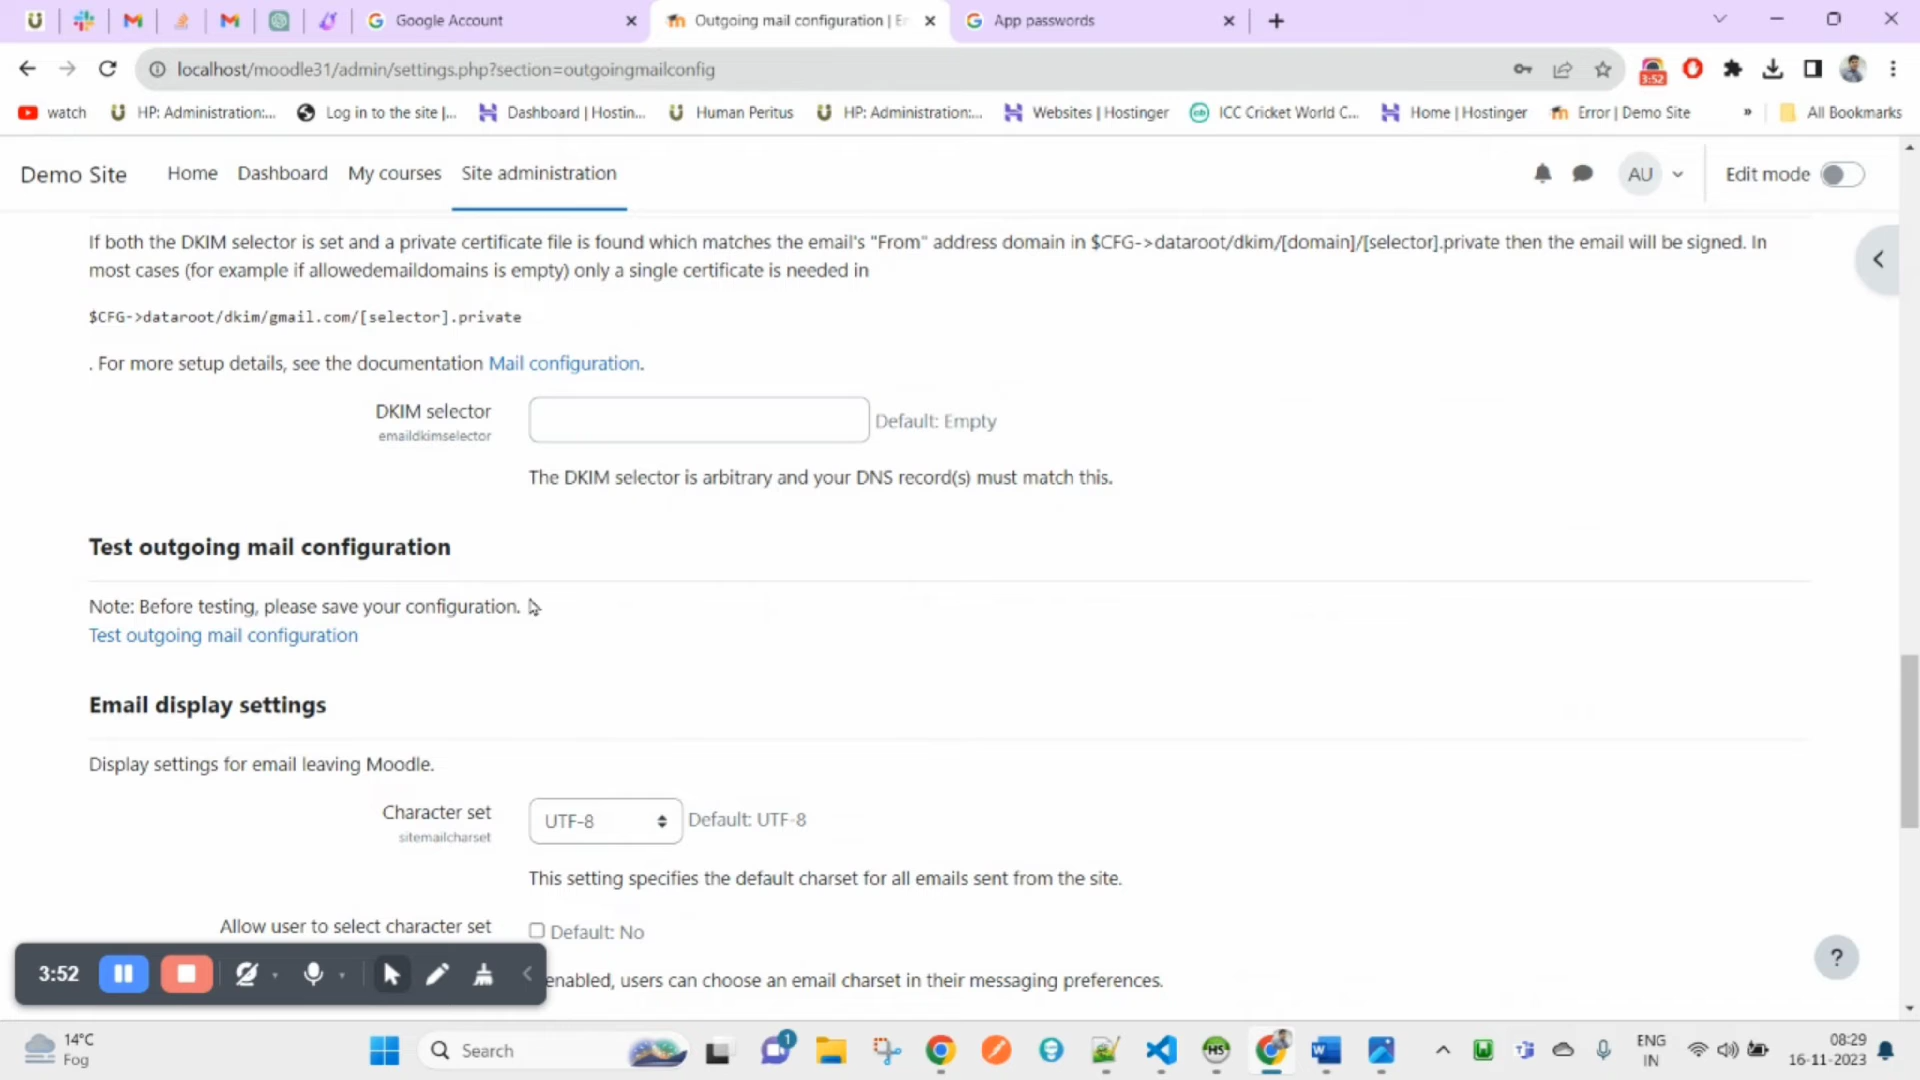 Google Account
Outgoing mail configuration | E
App passwords
localhost/moodle31/admin/settings.php?section=outgoingmailconfig
3:52
watch
HP: Administration:...
Log in to the site |...
Dashboard | Hostin...
Human Peritus
HP: Administration:...
Websites | Hostinger
ICC Cricket World C...
Home | Hostinger
Error | Demo Site
»
All Bookmarks
Demo Site
Home
Dashboard
My courses
Site administration
AU
Edit mode
If both the DKIM selector is set and a private certificate file is found which matches the email's "From" address domain in $CFG->dataroot/dkim/[domain]/[selector].private then the email will be signed. In
most cases (for example if allowedemaildomains is empty) only a single certificate is needed in
$CFG->dataroot/dkim/gmail.com/[selector].private
. For more setup details, see the documentation Mail configuration.
DKIM selector
Default: Empty
emaildkimselector
The DKIM selector is arbitrary and your DNS record(s) must match this.
Test outgoing mail configuration
Note: Before testing, please save your configuration.
Test outgoing mail configuration
Email display settings
Display settings for email leaving Moodle.
Character set
UTF-8
Default: UTF-8
sitemailcharset
This setting specifies the default charset for all emails sent from the site.
Allow user to select character set
Default: No
3:52
enabled, users can choose an email charset in their messaging preferences.
?
14°C
Fog
Search
1
HS
ENG
IN
08:29
16-11-2023